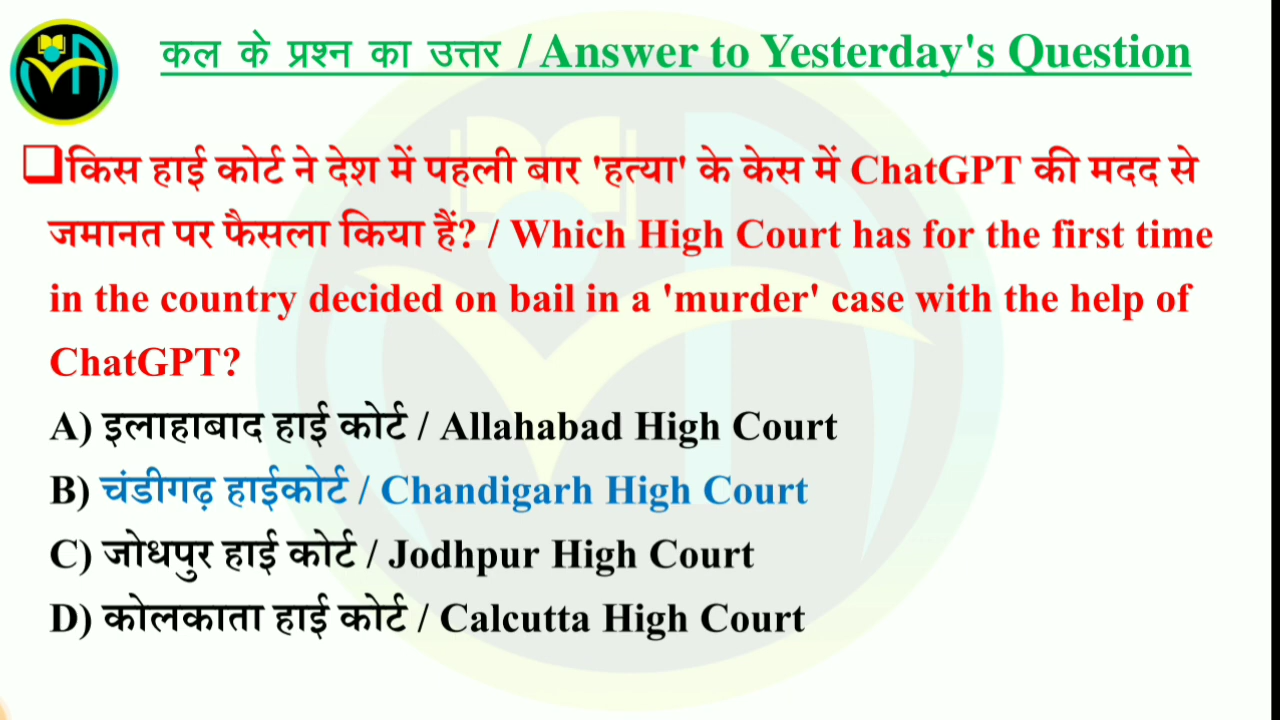 कल के प्रश्न का उत्तर / Answer to Yesterday's Question
❑किस हाई कोर्ट ने देश में पहली बार 'हत्या' के केस में ChatGPT की मदद से
जमानत पर फैसला किया हैं? / Which High Court has for the first time
in the country decided on bail in a 'murder' case with the help of
ChatGPT?
A) इलाहाबाद हाई कोर्ट / Allahabad High Court
B) चंडीगढ़ हाईकोर्ट / Chandigarh High Court
C) जोधपुर हाई कोर्ट / Jodhpur High Court
D) कोलकाता हाई कोर्ट / Calcutta High Court